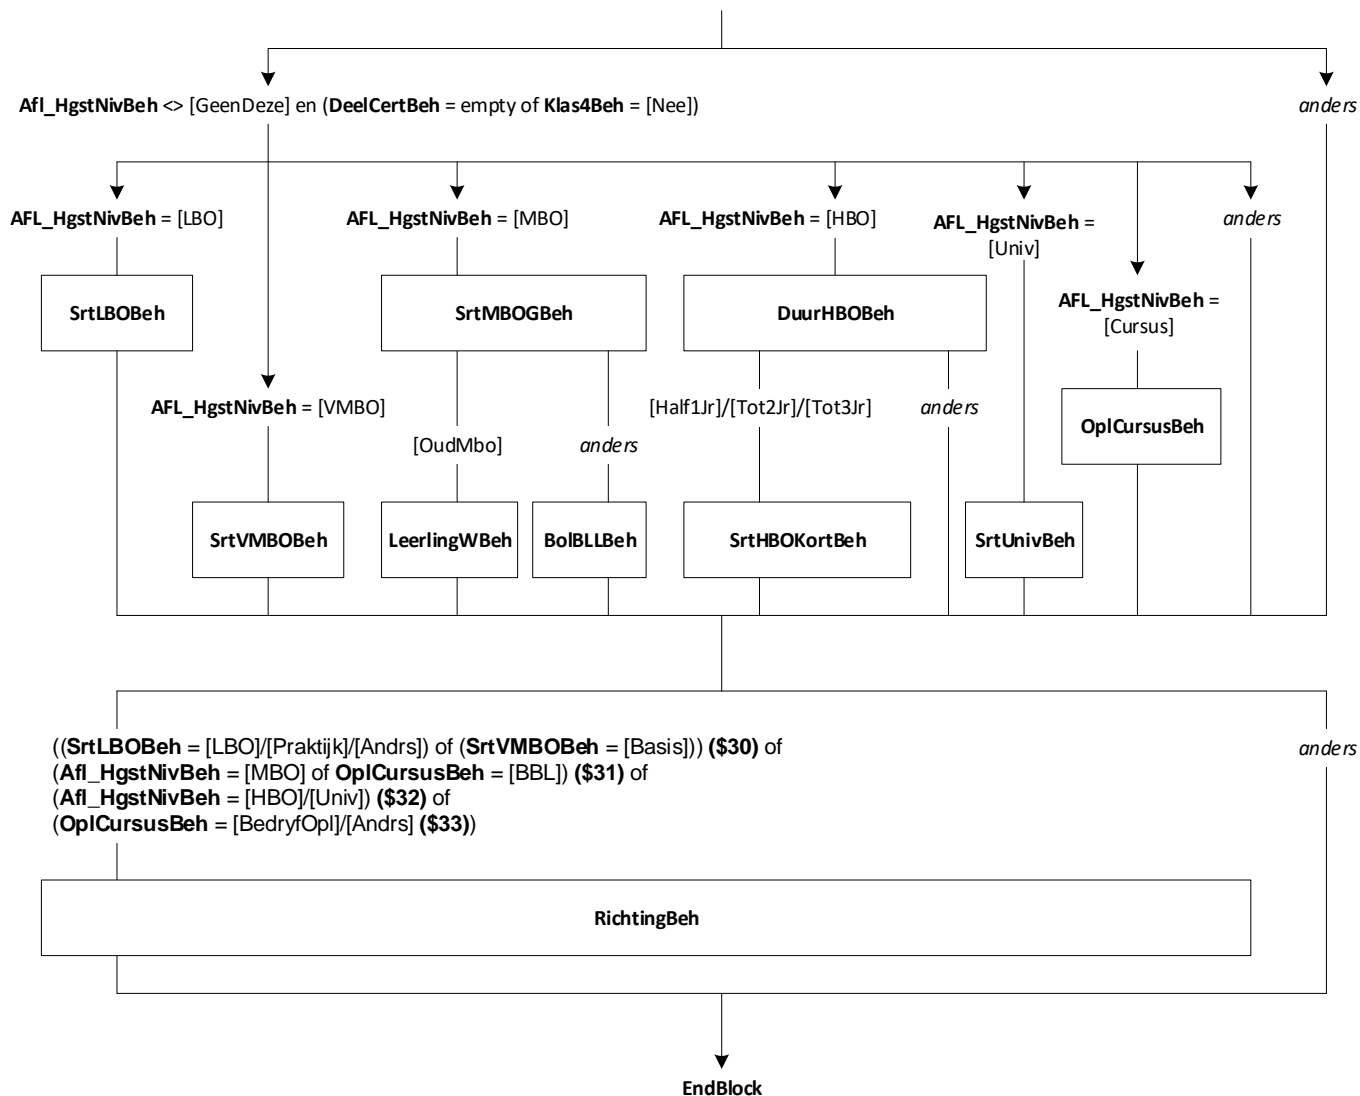 Afl_HgstNivBeh <> [GeenDeze] en (DeelCertBeh = empty of Klas4Beh = [Nee])
anders
AFL_HgstNivBeh = [LBO]
AFL_HgstNivBeh = [MBO]
AFL_HgstNivBeh = [HBO]
AFL_HgstNivBeh =
[Univ]
anders
SrtLBOBeh
SrtMBOGBeh
DuurHBOBeh
AFL_HgstNivBeh =
[Cursus]
AFL_HgstNivBeh = [VMBO]
[Half1Jr]/[Tot2Jr]/[Tot3Jr]
anders
OplCursusBeh
[OudMbo]
anders
SrtVMBOBeh
LeerlingWBeh
BolBLLBeh
SrtHBOKortBeh
SrtUnivBeh
((SrtLBOBeh = [LBO]/[Praktijk]/[Andrs]) of (SrtVMBOBeh = [Basis])) ($30) of
(Afl_HgstNivBeh = [MBO] of OplCursusBeh = [BBL]) ($31) of
(Afl_HgstNivBeh = [HBO]/[Univ]) ($32) of
(OplCursusBeh = [BedryfOpl]/[Andrs] ($33))
anders
RichtingBeh
EndBlock